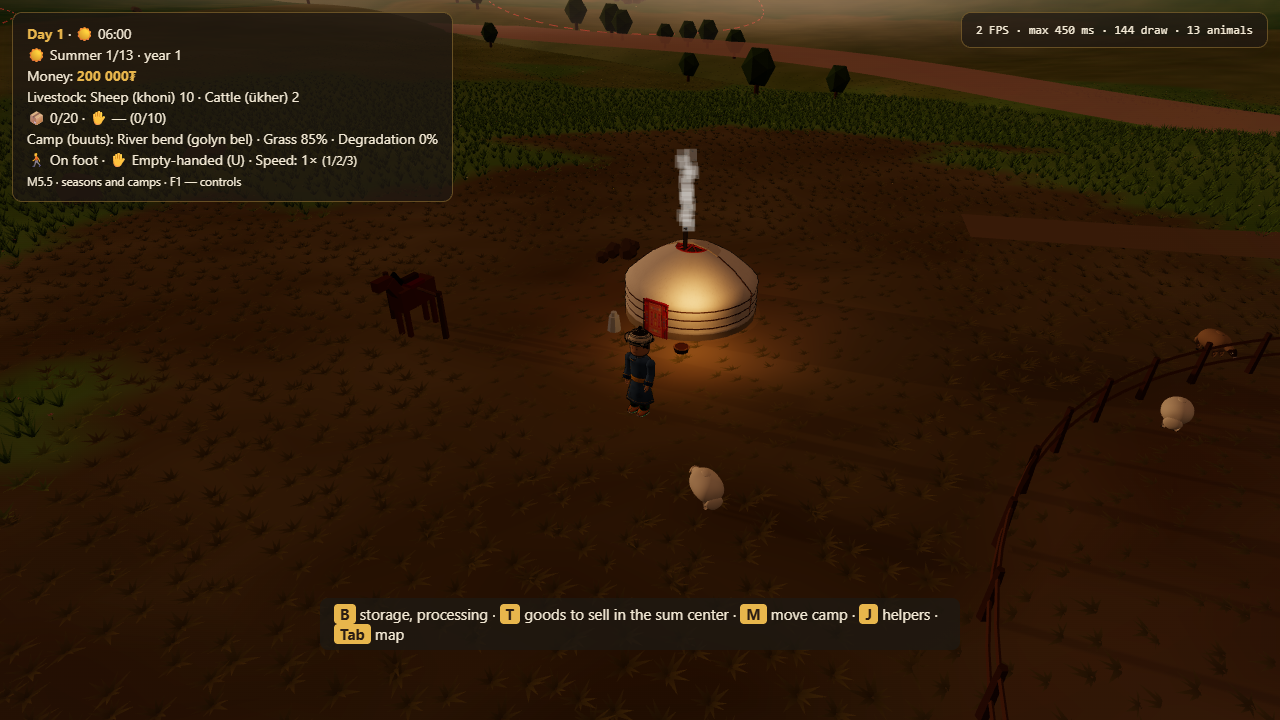 Day 1 · ☀️ 06:00
☀️ Summer 1/13 · year 1
Money: 200 000₮
Livestock: Sheep (khoni) 10 · Cattle (ükher) 2
📦 0/20 · ✋ — (0/10)
Camp (buuts): River bend (golyn bel) · Grass 85% · Degradation 0%
🚶 On foot · ✋ Empty-handed (U) · Speed: 1× (1/2/3)
M5.5 · seasons and camps · F1 — controls
2 FPS · max 450 ms · 144 draw · 13 animals
B storage, processing · T goods to sell in the sum center · M move camp · J helpers ·
Tab map